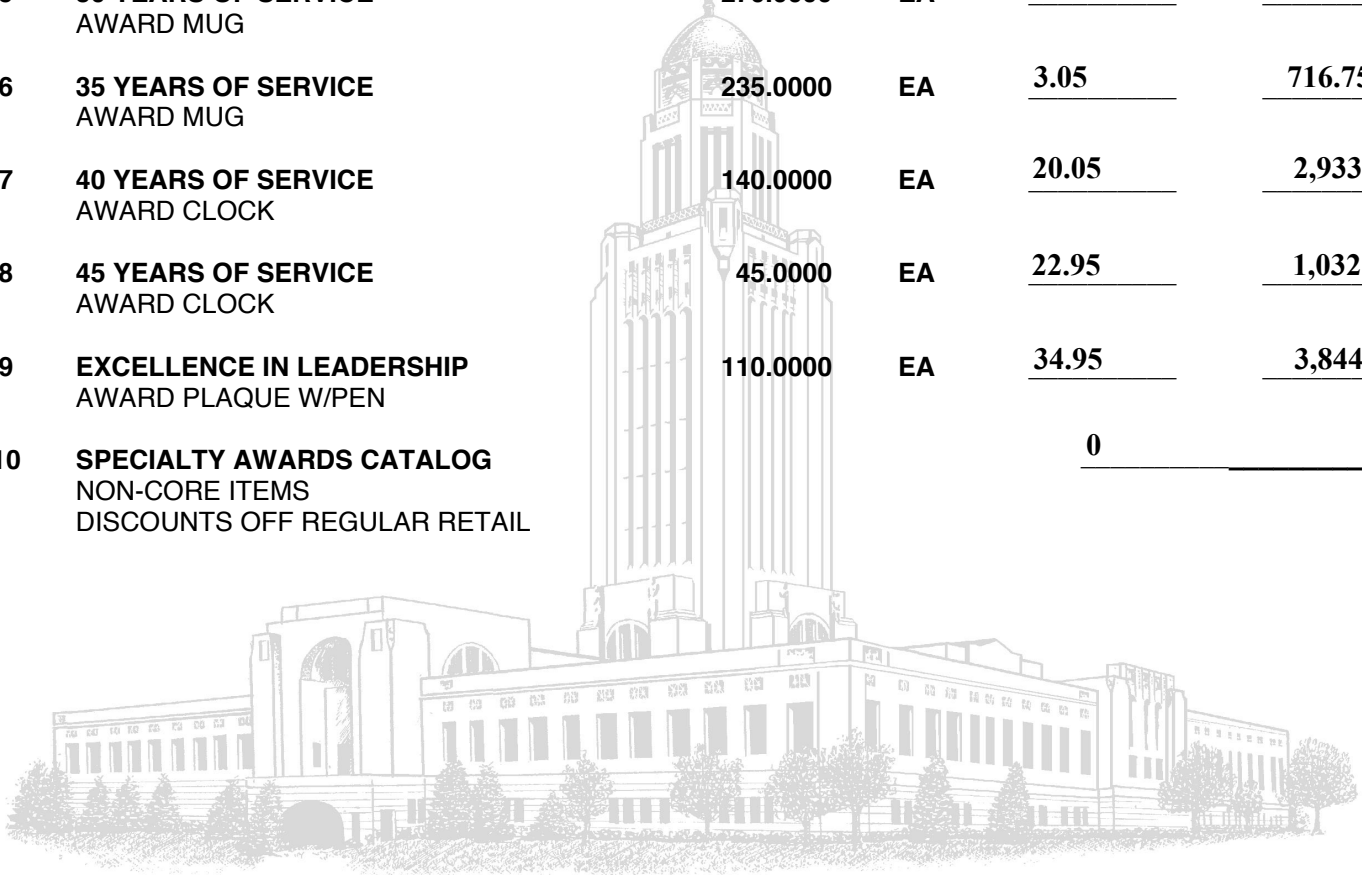 AWARD MUG
6 35 YEARS OF SERVICE 235.0000 EA 3.05 716.75
AWARD MUG
7 40 YEARS OF SERVICE 140.0000 EA 20.05 2,933
AWARD CLOCK
8 45 YEARS OF SERVICE 45.0000 EA 22.95 1,032
AWARD CLOCK
9 EXCELLENCE IN LEADERSHIP 110.0000 EA 34.95 3,844
AWARD PLAQUE W/PEN
10 SPECIALTY AWARDS CATALOG 0
NON-CORE ITEMS
DISCOUNTS OFF REGULAR RETAIL